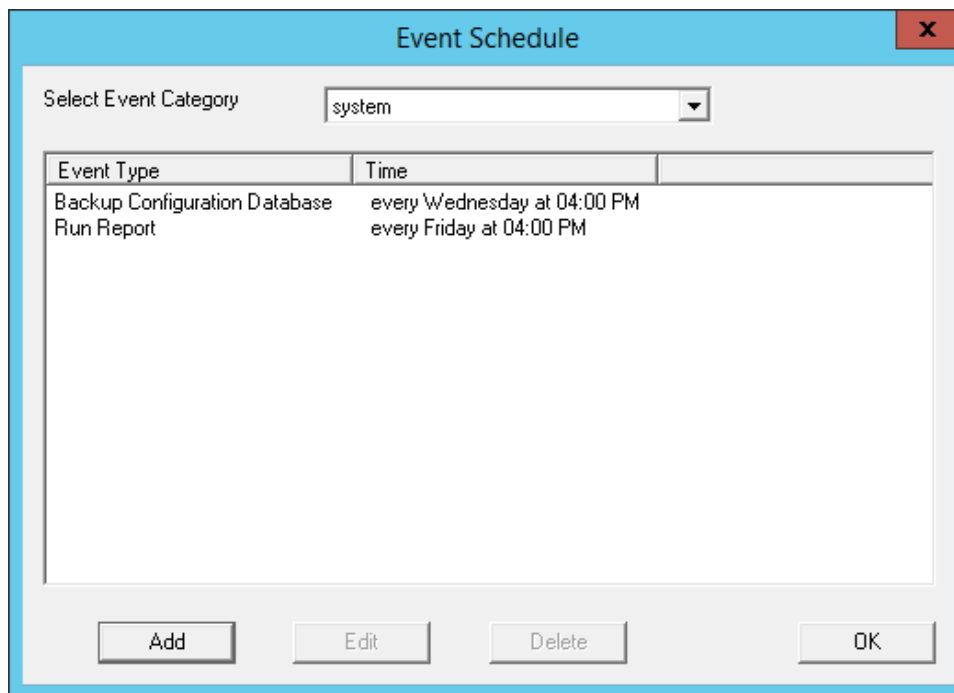 Event Schedule
x
Select Event Category
system
Event Type Time
Backup Configuration Database every Wednesday at 04:00 PM
Run Report every Friday at 04:00 PM
Add Edit Delete OK